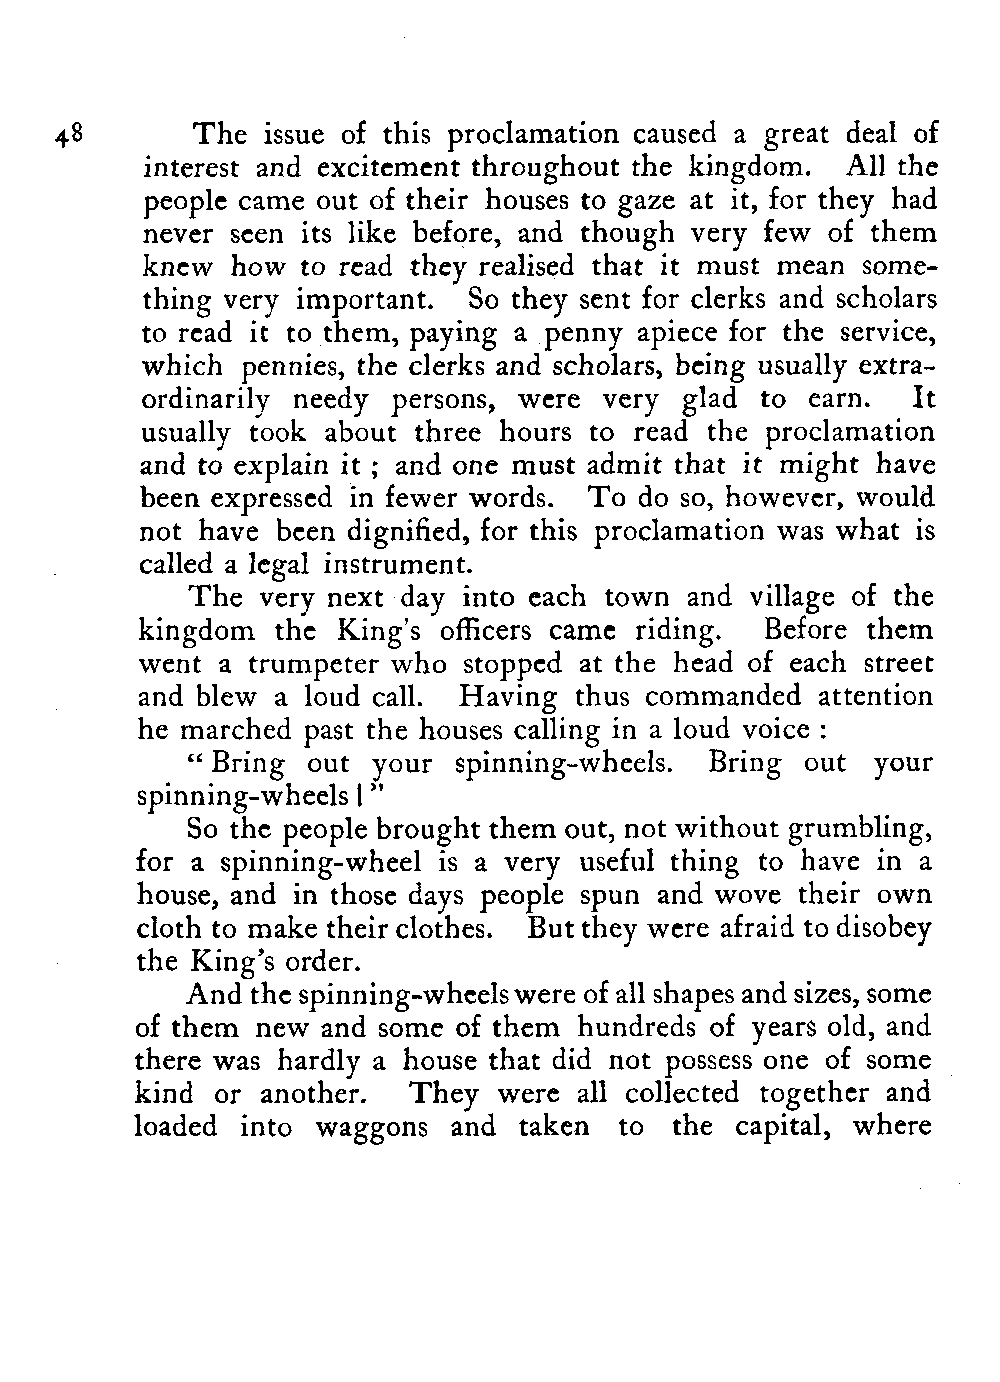 48 The issue of this proclamation caused a great deal of
interest and excitement throughout the kingdom. All the
people came out of their houses to gaze at it, for they had
never seen its like before, and though very few of them
knew how to read they realised that it must mean some-
thing very important. So they sent for clerks and scholars
to read it to them, paying a penny apiece for the service,
which pennies, the clerks and scholars, being usually extra-
ordinarily needy persons, were very glad to earn. It
usually took about three hours to read the proclamation
and to explain it ; and one must admit that it might have
been expressed in fewer words. To do so, however, would
not have been dignified, for this proclamation was what is
called a legal instrument.
The very next day into each town and village of the
kingdom the King's officers came riding. Before them
went a trumpeter who stopped at the head of each street
and blew a loud call. Having thus commanded attention
he marched past the houses calling in a loud voice :
“ Bring out your spinning-wheels. Bring out your
spinning-wheels ! ”
So the people brought them out, not without grumbling,
for a spinning-wheel is a very useful thing to have in a
house, and in those days people spun and wove their own
cloth to make their clothes. But they were afraid to disobey
the King's order.
And the spinning-wheels were of all shapes and sizes, some
of them new and some of them hundreds of years old, and
there was hardly a house that did not possess one of some
kind or another. They were all collected together and
loaded into waggons and taken to the capital, where